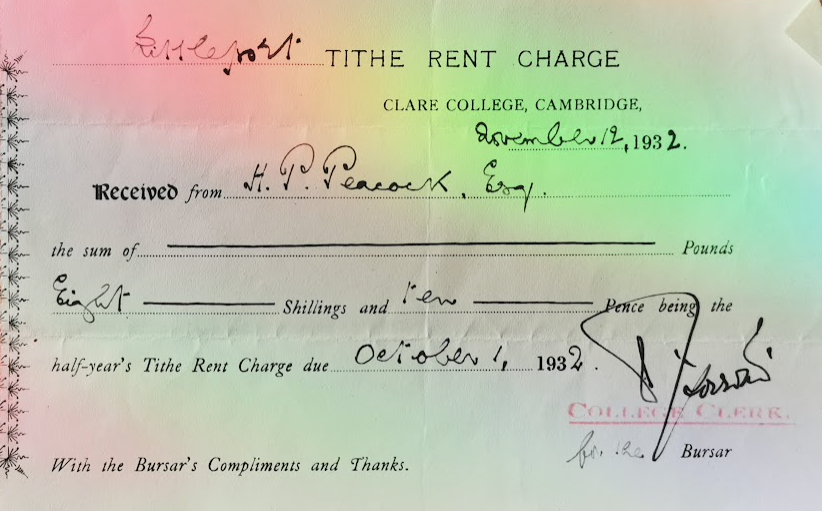 Littleport TITHE RENT CHARGE
CLARE COLLEGE, CAMBRIDGE,
November 12, 1932.
Received from H. P. Peacock, Esq.
the sum of Pounds
Eight Shillings and Ten Pence being the
half-year's Tithe Rent Charge due October 1, 1932.
COLLEGE CLERK.
for the Bursar
With the Bursar's Compliments and Thanks.